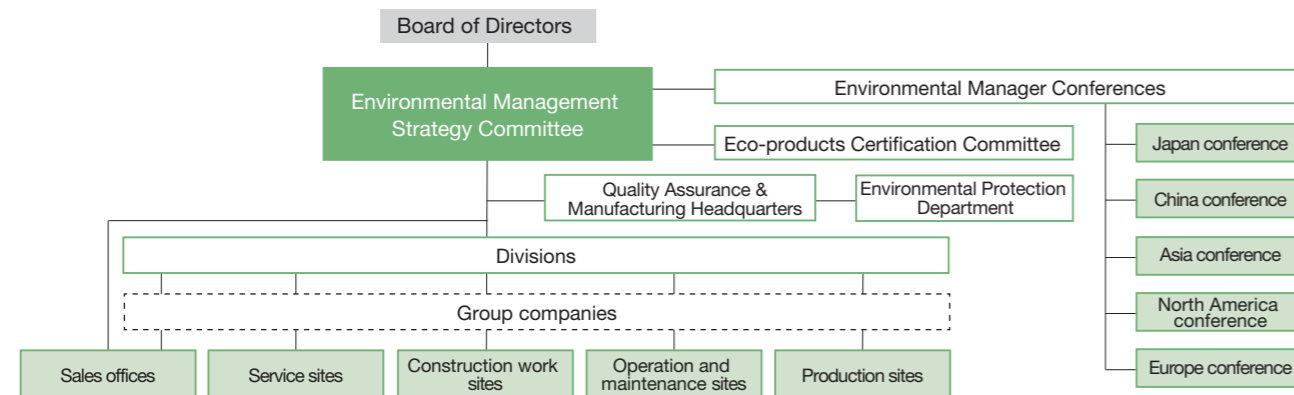 Board of Directors
Environmental Management
Strategy Committee
Environmental Manager Conferences
Eco-products Certification Committee
Japan conference
Quality Assurance &
Manufacturing Headquarters
Environmental Protection
Department
China conference
Divisions
Asia conference
Group companies
North America
conference
Sales offices
Service sites
Construction work
sites
Operation and
maintenance sites
Production sites
Europe conference